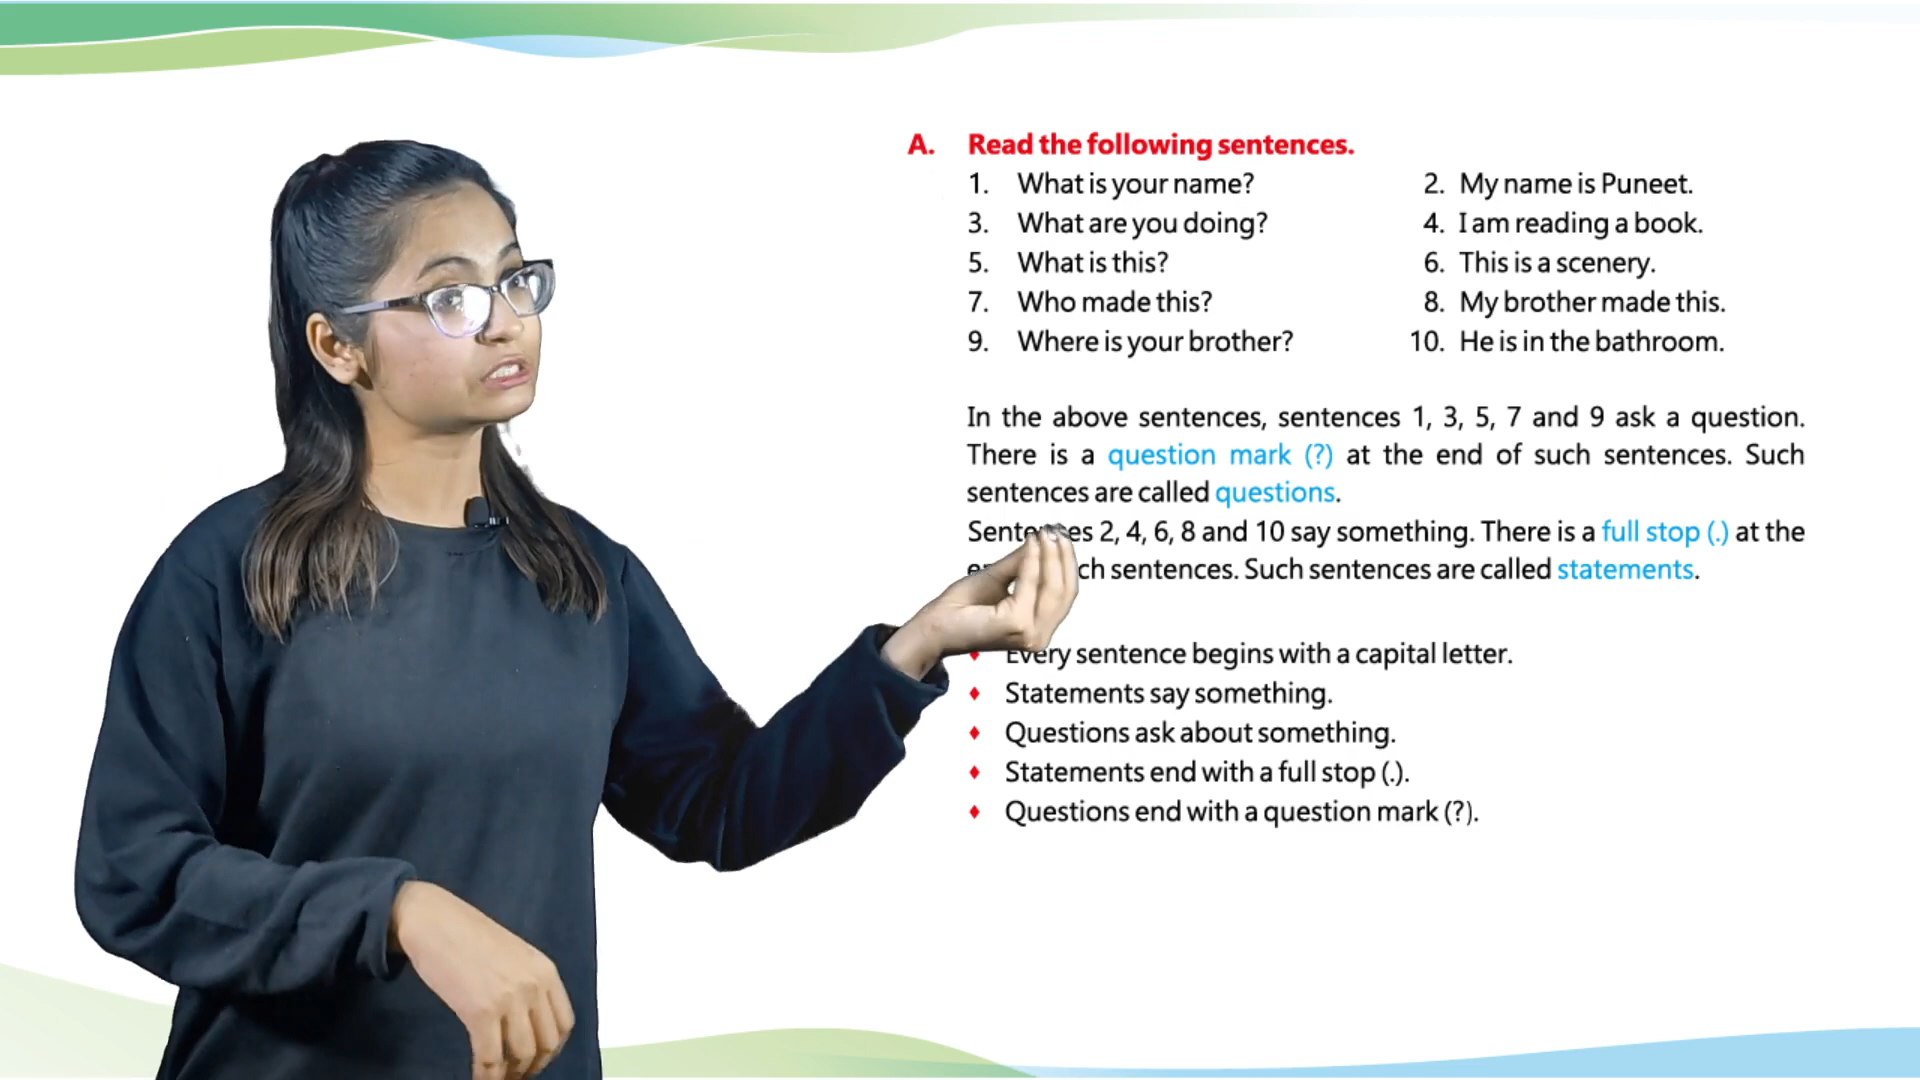 A. Read the following sentences.
1. What is your name? 2. My name is Puneet.
3. What are you doing? 4. I am reading a book.
5. What is this? 6. This is a scenery.
7. Who made this? 8. My brother made this.
9. Where is your brother? 10. He is in the bathroom.
In the above sentences, sentences 1, 3, 5, 7 and 9 ask a question.
There is a question mark (?) at the end of such sentences. Such
sentences are called questions.
2, 4, 6, 8 and 10 say something. There is a full stop (.) at the
sentences. Such sentences are called statements.
Every sentence begins with a capital letter.
♦ Statements say something.
♦ Questions ask about something.
♦ Statements end with a full stop (.).
♦ Questions end with a question mark (?).